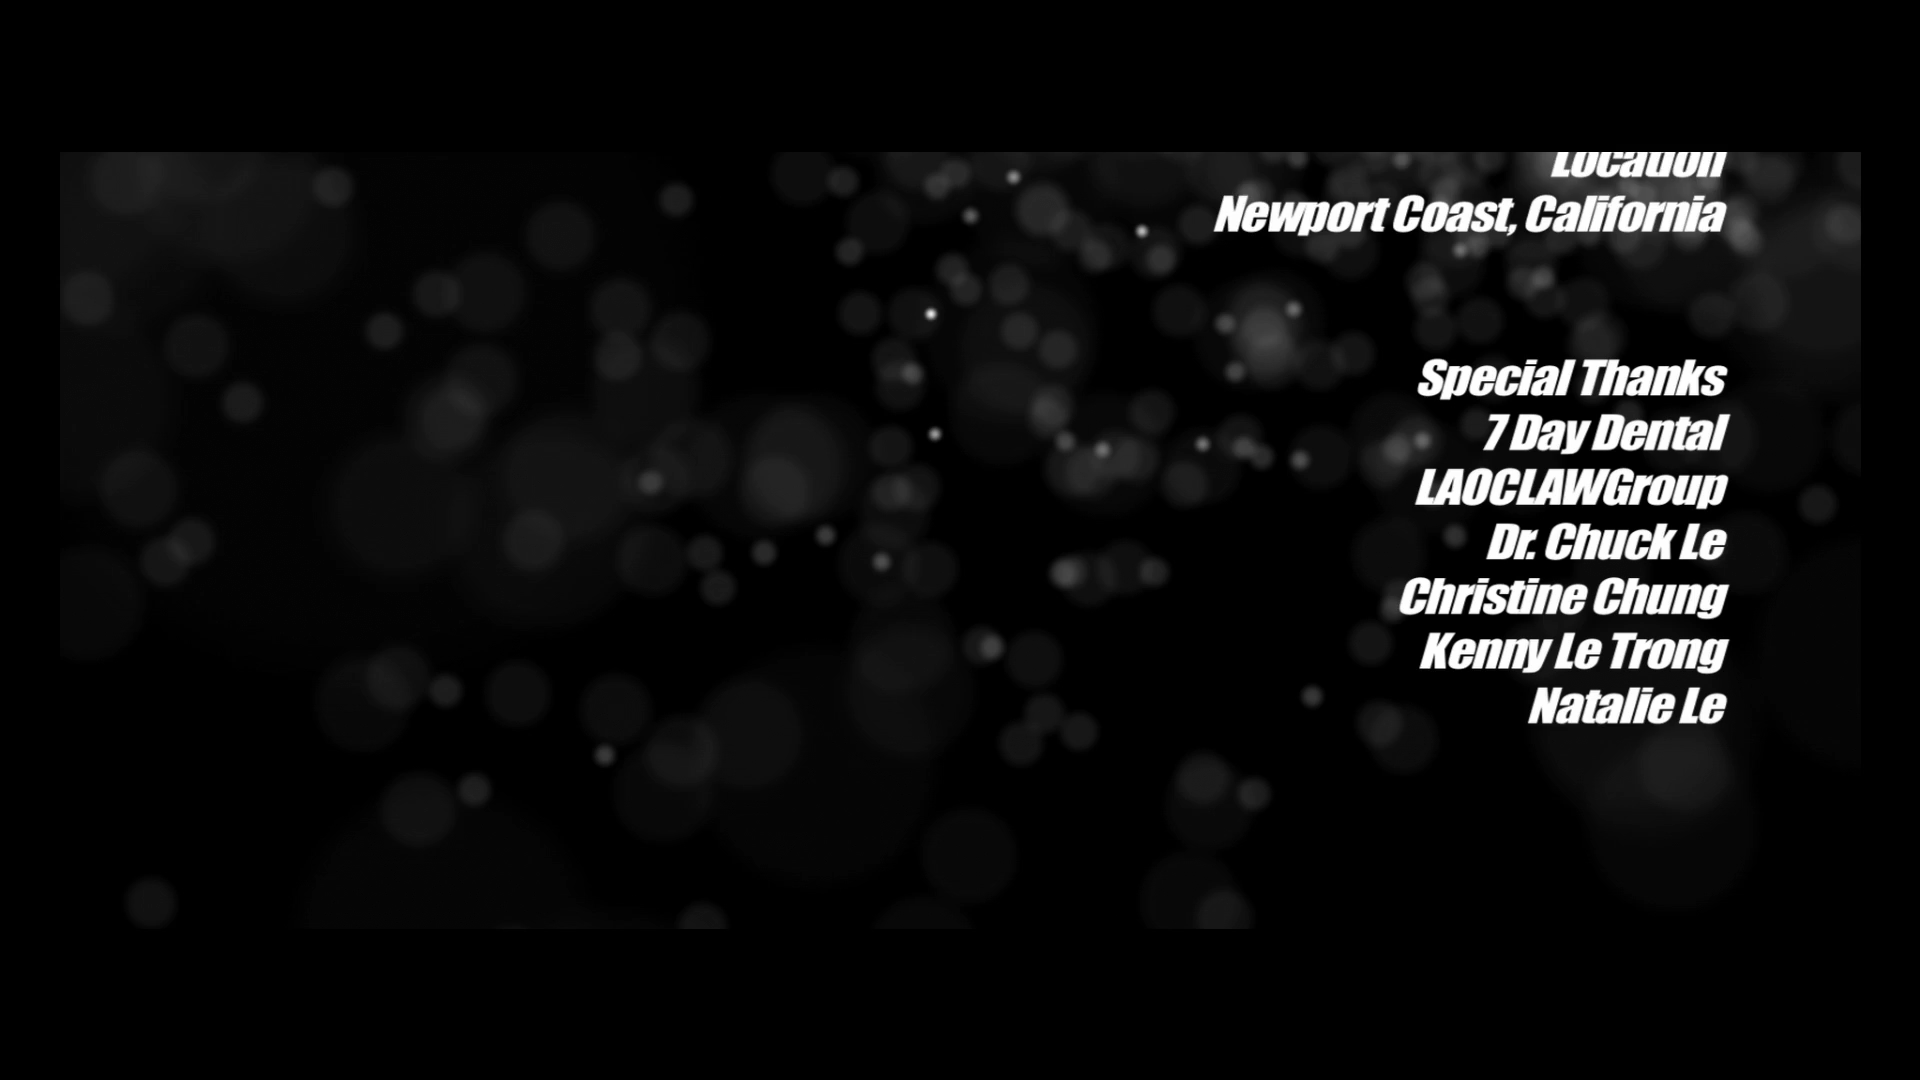 Location
Newport Coast, California
Special Thanks
7 Day Dental
LAOCLAWGroup
Dr. Chuck Le
Christine Chung
Kenny Le Trong
Natalie Le